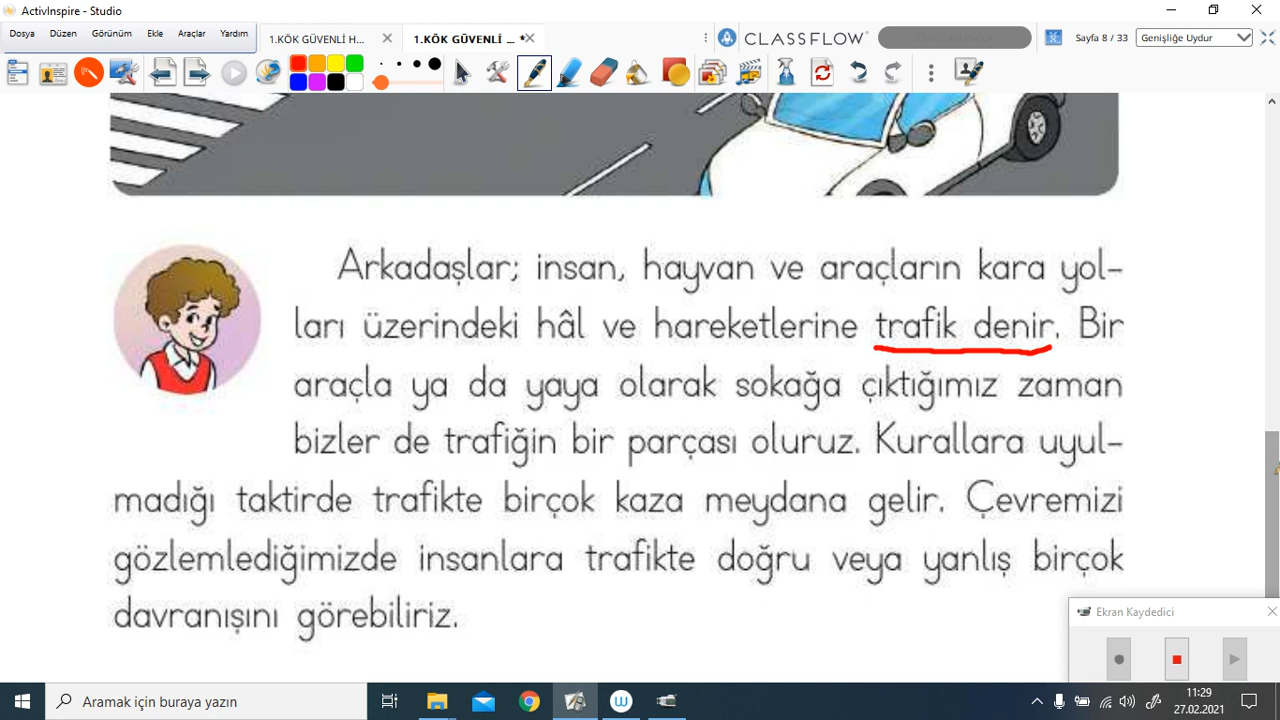 ActivInspire - Studio
Dosya Düzen Görünüm Ekle Araçlar Yardım
1.KÖK GÜVENLİ H...
1.KÖK GÜVENLİ ... *
CLASSFLOW
Sayfa 8 / 33
Genişliğe Uydur
Arkadaşlar; insan, hayvan ve araçların kara yol-
ları üzerindeki hâl ve hareketlerine trafik denir. Bir
araçla ya da yaya olarak sokağa çıktığımız zaman
bizler de trafiğin bir parçası oluruz. Kurallara uyul-
madığı taktirde trafikte birçok kaza meydana gelir. Çevremizi
gözlemlediğimizde insanlara trafikte doğru veya yanlış birçok
davranışını görebiliriz.
Ekran Kaydedici
Aramak için buraya yazın
11:29
27.02.2021